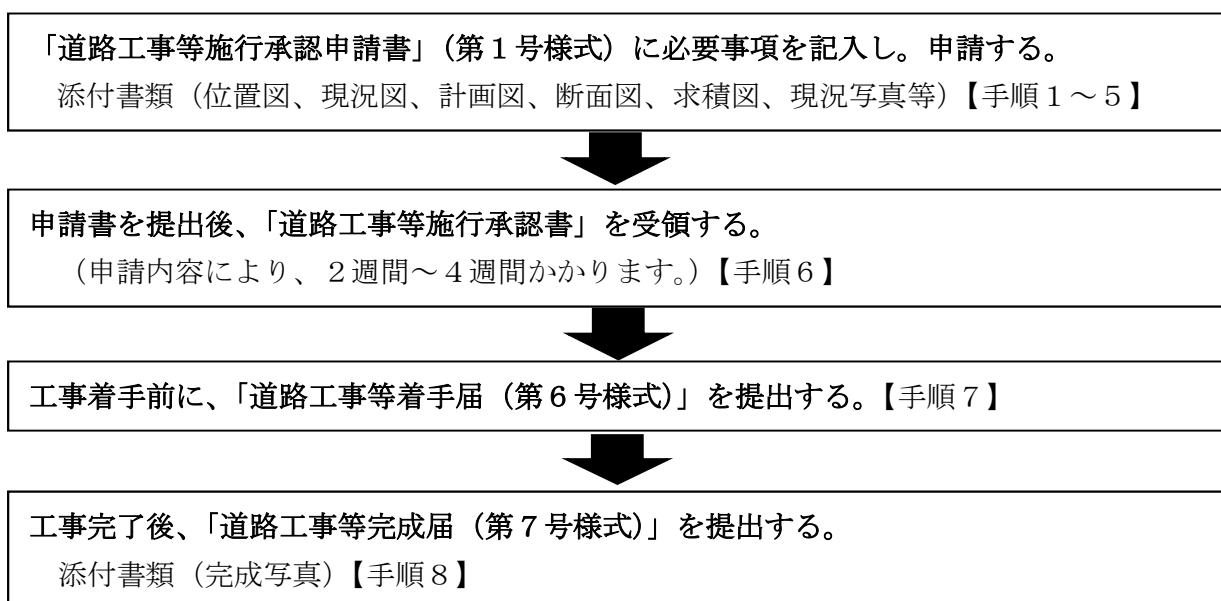 「道路工事等施行承認申請書」（第１号様式）に必要事項を記入し。申請する。
添付書類（位置図、現況図、計画図、断面図、求積図、現況写真等）【手順１～５】
申請書を提出後、「道路工事等施行承認書」を受領する。
（申請内容により、２週間～４週間かかります。）【手順６】
工事着手前に、「道路工事等着手届（第６号様式）」を提出する。【手順７】
工事完了後、「道路工事等完成届（第７号様式）」を提出する。
添付書類（完成写真）【手順８】